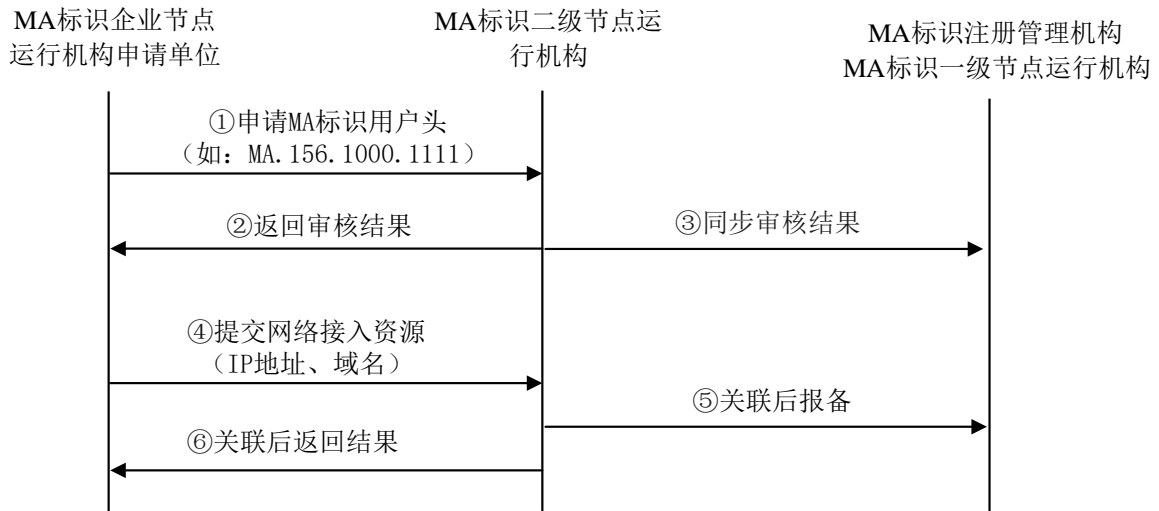 MA标识企业节点
运行机构申请单位
MA标识二级节点运
行机构
MA标识注册管理机构
MA标识一级节点运行机构
①申请MA标识用户头
（如：MA.156.1000.1111）
②返回审核结果
③同步审核结果
④提交网络接入资源
（IP地址、域名）
⑤关联后报备
⑥关联后返回结果